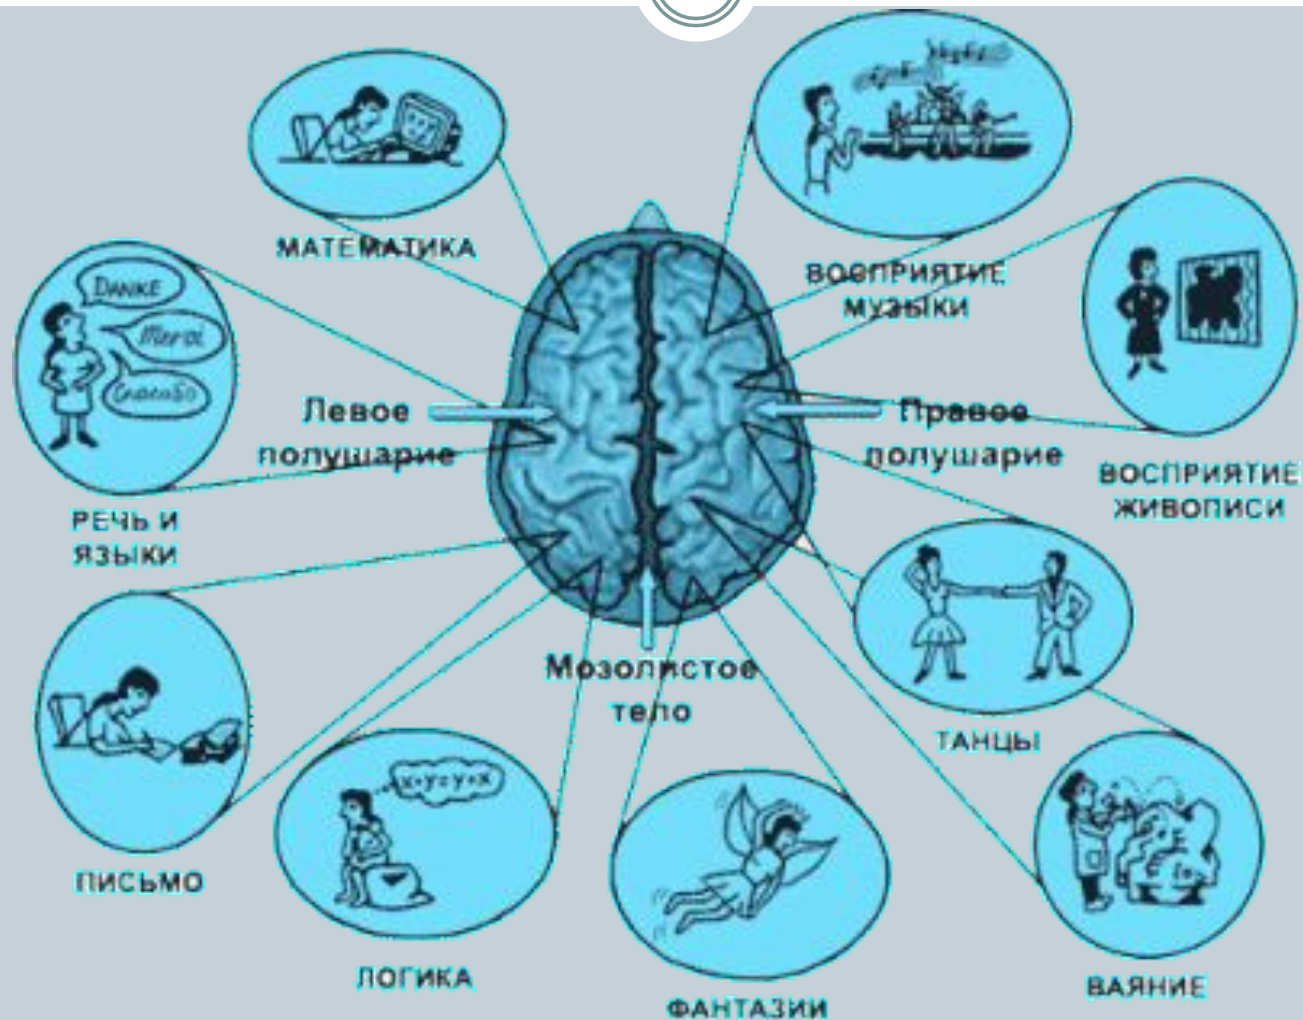 МАТЕМАТИКА
ВОСПРИЯТИЕ
МУЗЫКИ
DANKE
Merci
Спасибо
Левое
полушарие
Правое
полушарие
РЕЧЬ И
ЯЗЫКИ
ВОСПРИЯТИЕ
ЖИВОПИСИ
Мозолистое
тело
ТАНЦЫ
ПИСЬМО
ЛОГИКА
ФАНТАЗИИ
ВАЯНИЕ